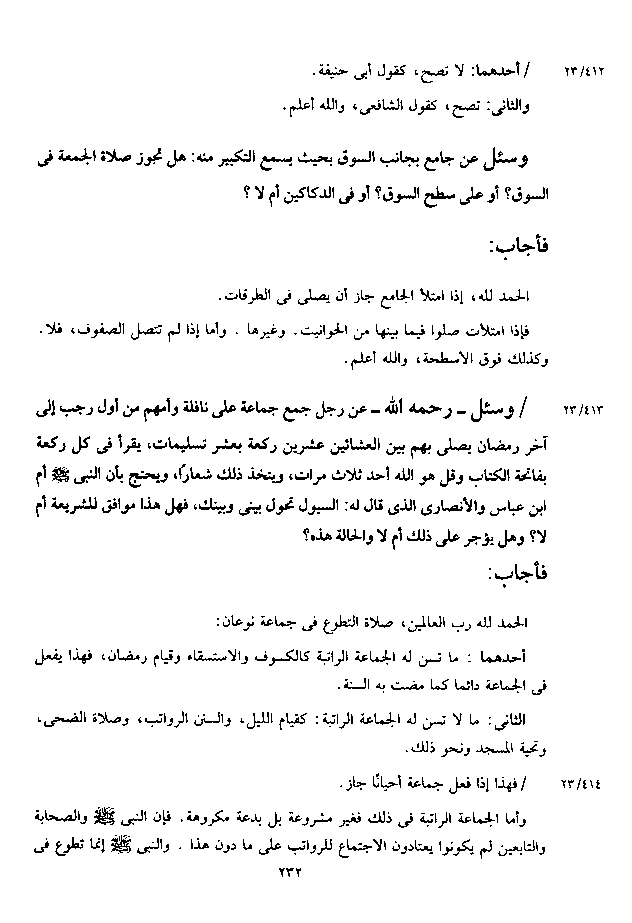 ٢٣/٤١٢ / أحدهما: لا تصح، كقول أبى حنيفة.
والثانى: تصح، كقول الشافعى، والله أعلم.
وسئل عن جامع بجانب السوق بحيث يسمع التكبير منه: هل تجوز صلاة الجمعة فى
السوق؟ أو على سطح السوق؟ أو فى الدكاكين أم لا ؟
فأجاب:
الحمد لله، إذا امتلأ الجامع جاز أن يصلى فى الطرقات.
فإذا امتلأت صلوا فيما بينها من الحوانيت. وغيرها . وأما إذا لم تتصل الصفوف، فلا.
وكذلك فوق الأسطحة، والله أعلم.
٢٣/٤١٣ / وسئل ـ رحمه الله ـ عن رجل جمع جماعة على نافلة وأمهم من أول رجب إلى
آخر رمضان يصلى بهم بين العشائين عشرين ركعة بعشر تسليمات، يقرأ فى كل ركعة
بفاتحة الكتاب وقل هو الله أحد ثلاث مرات، ويتخذ ذلك شعارًا، ويحتج بأن النبى ﷺ أم
ابن عباس والأنصارى الذى قال له: السيول تحول بينى وبينك، فهل هذا موافق للشريعة أم
لا؟ وهل يؤجر على ذلك أم لا والحالة هذه؟
فأجاب:
الحمد لله رب العالمين، صلاة التطوع فى جماعة نوعان:
أحدهما : ما تسن له الجماعة الراتبة كالكسوف والاستسقاء وقيام رمضان، فهذا يفعل
فى الجماعة دائما كما مضت به السنة.
الثانى: ما لا تسن له الجماعة الراتبة: كقيام الليل، والسنن الرواتب، وصلاة الضحى،
وتحية المسجد ونحو ذلك.
٢٣/٤١٤ / فهذا إذا فعل جماعة أحيانًا جاز.
وأما الجماعة الراتبة فى ذلك فغير مشروعة بل بدعة مكروهة. فإن النبى ﷺ والصحابة
والتابعين لم يكونوا يعتادون الاجتماع للرواتب على ما دون هذا . والنبى ﷺ إنما تطوع فى
٢٣٢